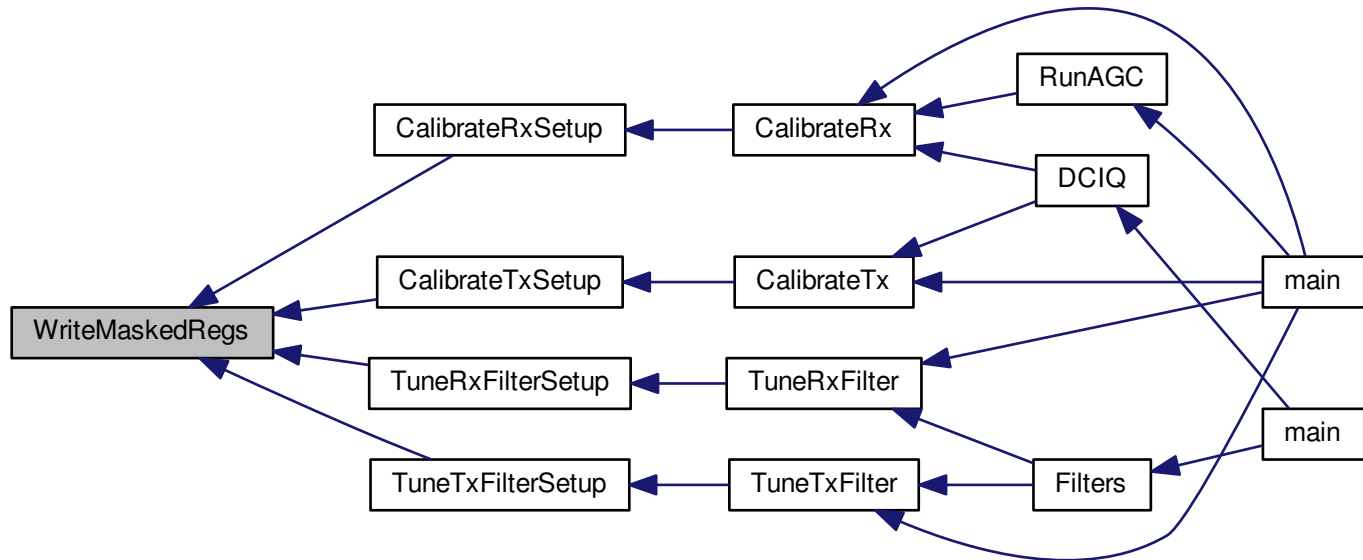 RunAGC
CalibrateRxSetup
CalibrateRx
DCIQ
CalibrateTxSetup
CalibrateTx
main
WriteMaskedRegs
TuneRxFilterSetup
TuneRxFilter
main
TuneTxFilterSetup
TuneTxFilter
Filters